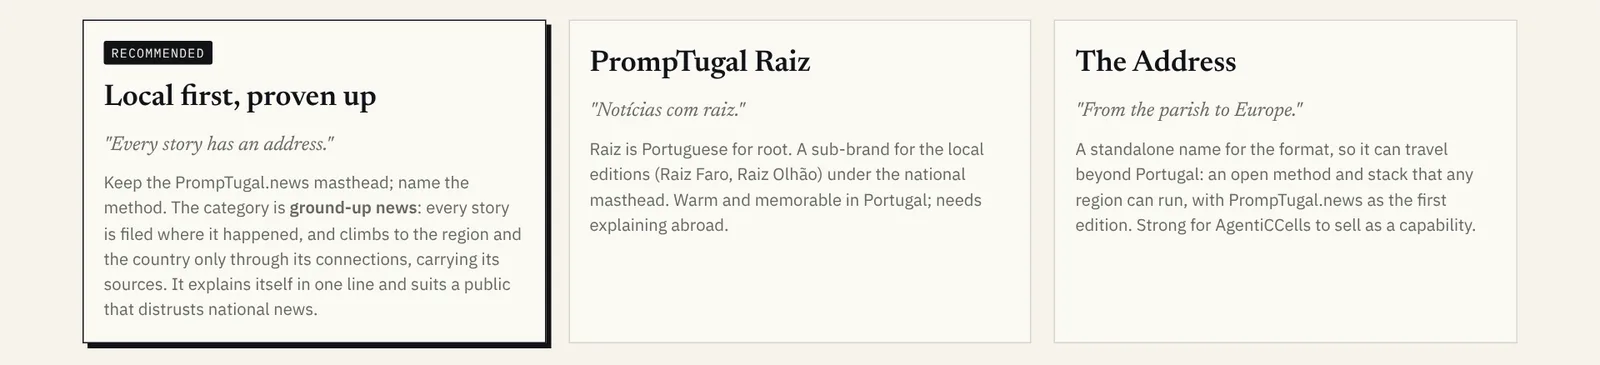 RECOMMENDED
Local first, proven up
"Every story has an address."
Keep the PrompTugal.news masthead; name the
method. The category is ground-up news: every story
is filed where it happened, and climbs to the region and
the country only through its connections, carrying its
sources. It explains itself in one line and suits a public
that distrusts national news.
PrompTugal Raiz
"Notícias com raiz."
Raiz is Portuguese for root. A sub-brand for the local
editions (Raiz Faro, Raiz Olhão) under the national
masthead. Warm and memorable in Portugal; needs
explaining abroad.
The Address
"From the parish to Europe."
A standalone name for the format, so it can travel
beyond Portugal: an open method and stack that any
region can run, with PrompTugal.news as the first
edition. Strong for AgentiCCells to sell as a capability.